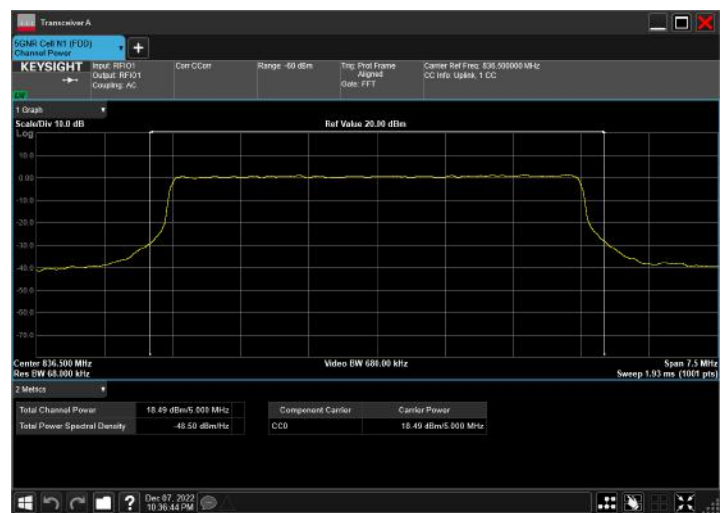 Transceiver A
5GNR Cell N1 (FDD)
Channel Power
+
KEYSIGHT
Input: RFIO1
Output: RFIO1
Coupling: AC
Corr CCorr
Range: -60 dBm
Trig: Prot Frame
Aligned
Gate: FFT
Carrier Ref Freq: 836.500000 MHz
CC Info: Uplink, 1 CC
1 Graph
Scale/Div 10.0 dB
Ref Value 20.00 dBm
Log
10.0
0.00
-10.0
-20.0
-30.0
-40.0
-50.0
-60.0
-70.0
Center 836.500 MHz
Video BW 680.00 kHz
Span 7.5 MHz
Res BW 68.000 kHz
Sweep 1.93 ms (1001 pts)
2 Metrics
Total Channel Power 18.49 dBm/5.000 MHz
Total Power Spectral Density -48.50 dBm/Hz
Component Carrier Carrier Power
CC0 18.49 dBm/5.000 MHz
?
Dec 07, 2022
10:36:44 PM